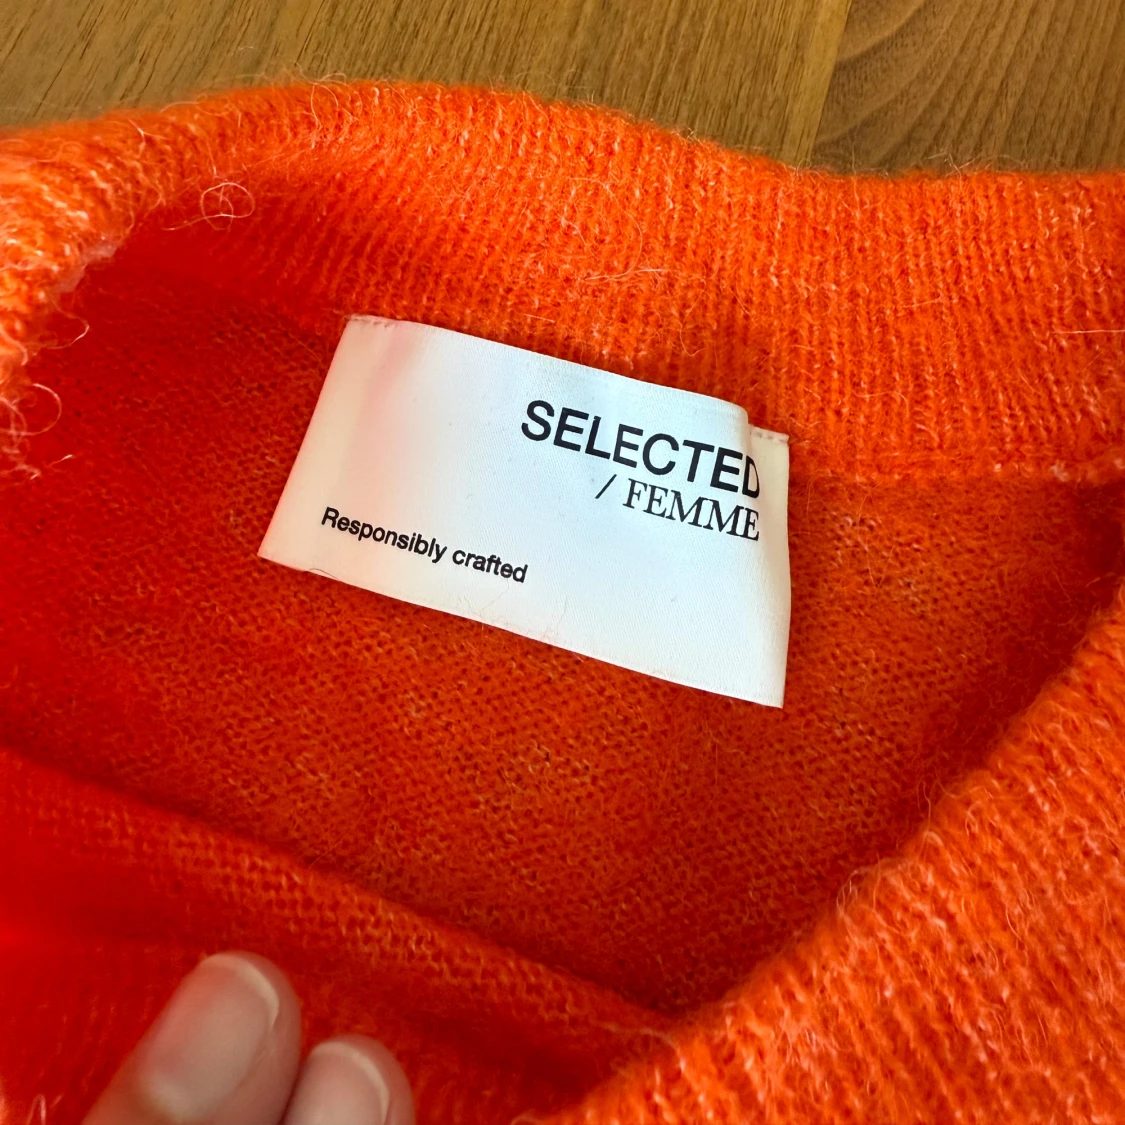 SELECTED
/ FEMME
Responsibly crafted